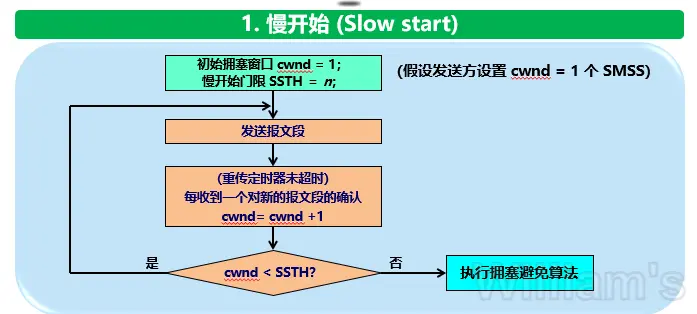 1. 慢开始 (Slow start)
初始拥塞窗口 cwnd = 1;
慢开始门限 SSTH = n;
(假设发送方设置 cwnd = 1 个 SMSS)
发送报文段
(重传定时器未超时)
每收到一个对新的报文段的确认
cwnd= cwnd +1
是
cwnd < SSTH?
否
执行拥塞避免算法
William's